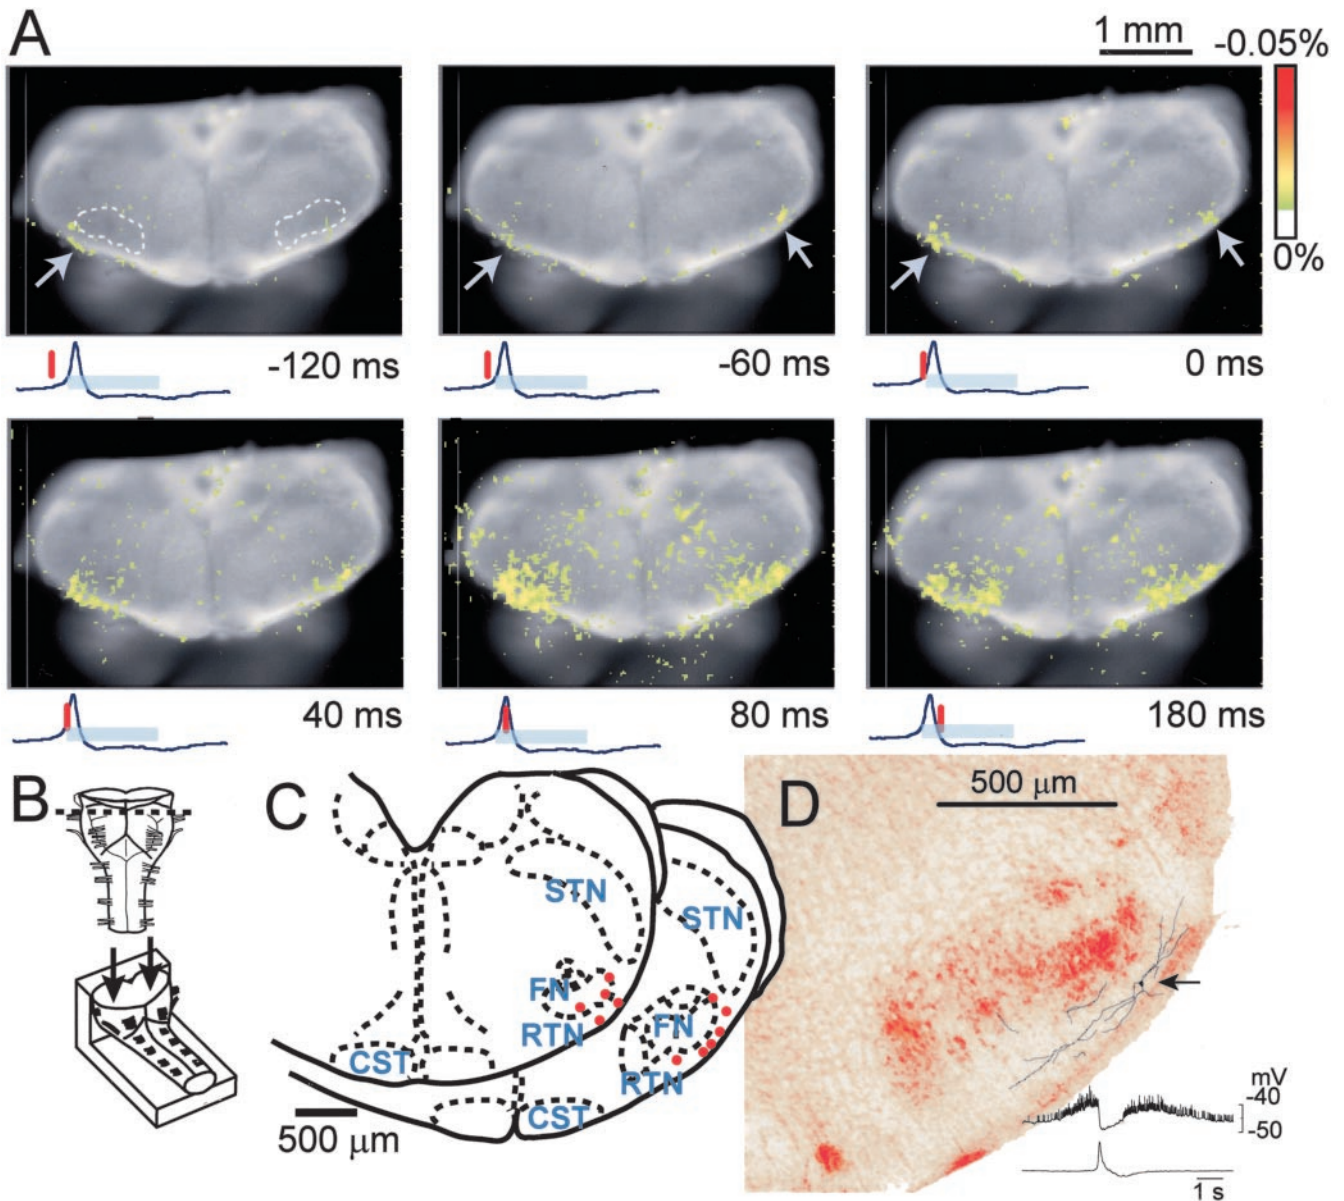 A
1 mm
-0.05%
0%
-120 ms
-60 ms
0 ms
40 ms
80 ms
180 ms
B
C
STN
STN
FN
RTN
FN
RTN
CST
CST
500 μm
D
500 μm
mV
-40
-50
1 s